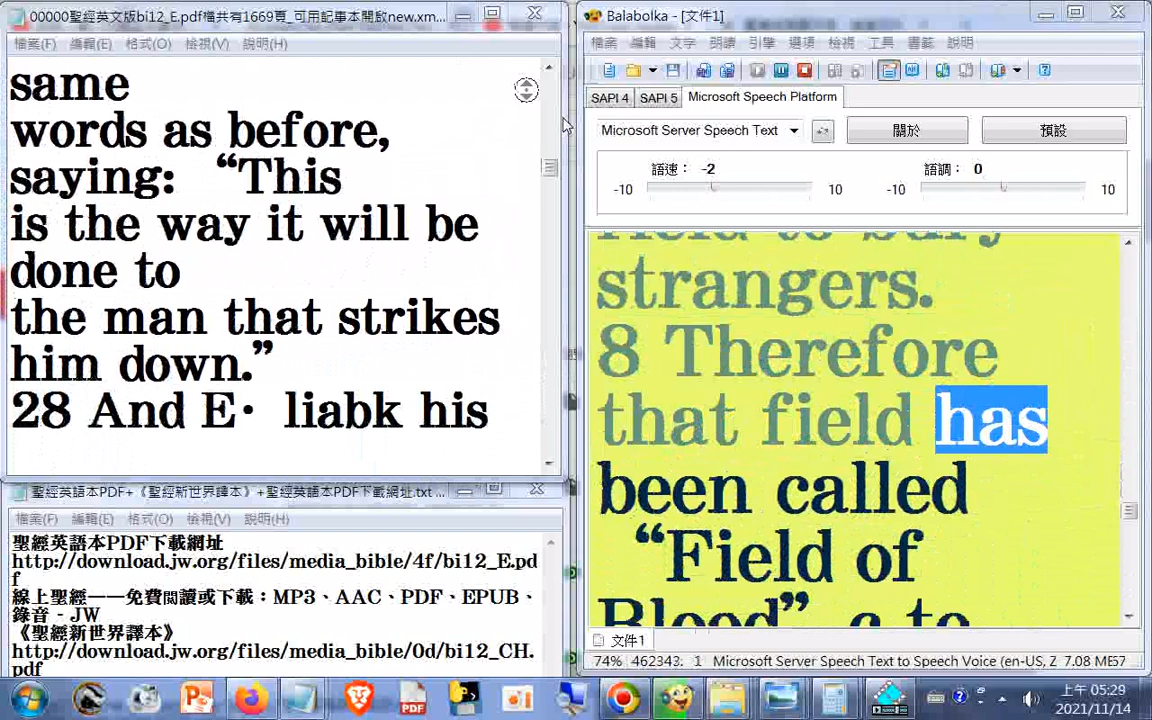 00000聖經英文版bi12_E.pdf檔共有1669頁_可用記事本開啟new.xm...
檔案(F) 編輯(E) 格式(O) 檢視(V) 說明(H)
same
words as before,
saying: “This
is the way it will be
done to
the man that strikes
him down.”
28 And E· liabk his
聖經英語本PDF+《聖經新世界譯本》+聖經英語本PDF下載網址.txt ...
檔案(F) 編輯(E) 格式(O) 檢視(V) 說明(H)
聖經英語本PDF下載網址
http://download.jw.org/files/media_bible/4f/bi12_E.pd
f
線上聖經——免費閱讀或下載：MP3、AAC、PDF、EPUB、
錄音 - JW
《聖經新世界譯本》
http://download.jw.org/files/media_bible/0d/bi12_CH.
pdf
Balabolka - [文件1]
檔案 編輯 文字 朗讀 引擎 選項 檢視 工具 書籤 說明
SAPI 4 SAPI 5 Microsoft Speech Platform
Microsoft Server Speech Text 關於 預設
語速： -2 語調： 0
-10 10 -10 10
Field to bury
strangers.
8 Therefore
that field has
been called
“Field of
Blood” c to
文件1
74% 462343: 1 Microsoft Server Speech Text to Speech Voice (en-US, Z 7.08 ME57
上午 05:29
2021/11/14